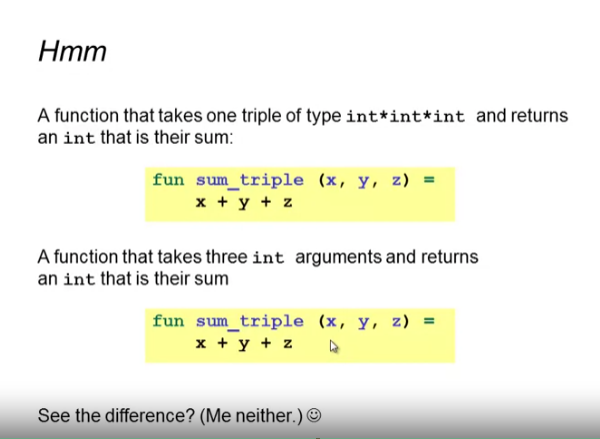 Hmm
A function that takes one triple of type int*int*int and returns
an int that is their sum:
fun sum_triple (x, y, z) =
x + y + z
A function that takes three int arguments and returns
an int that is their sum
fun sum_triple (x, y, z) =
x + y + z
See the difference? (Me neither.) ☺